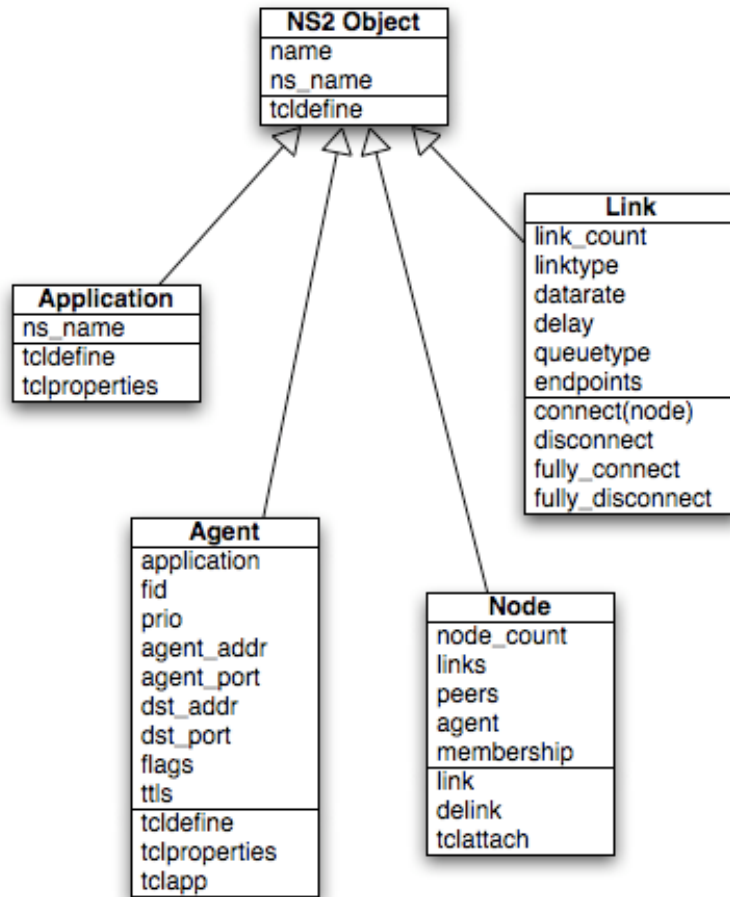 NS2 Object
name
ns_name
tcldefine
Link
link_count
linktype
datarate
delay
queuetype
endpoints
connect(node)
disconnect
fully_connect
fully_disconnect
Application
ns_name
tcldefine
tclproperties
Agent
application
fid
prio
agent_addr
agent_port
dst_addr
dst_port
flags
ttls
tcldefine
tclproperties
tclapp
Node
node_count
links
peers
agent
membership
link
delink
tclattach